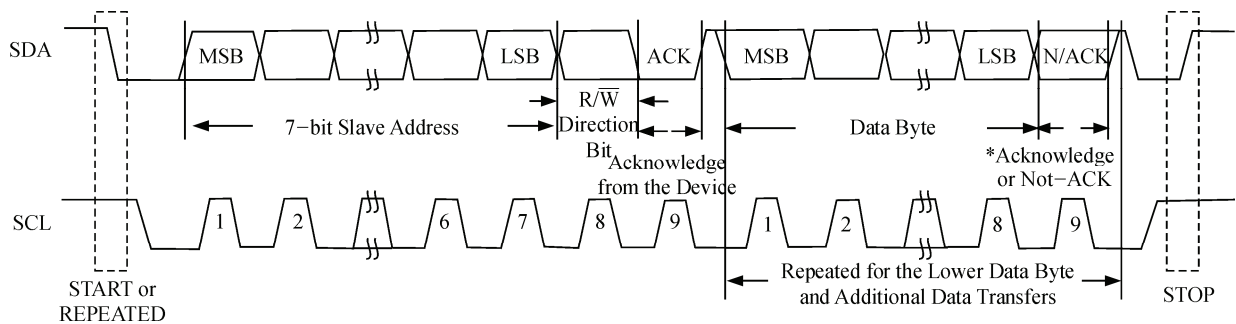 SDA
MSB
LSB
ACK
MSB
LSB
N/ACK
R/W̅
Direction
Bit
7−bit Slave Address
Data Byte
Acknowledge
from the Device
*Acknowledge
or Not−ACK
SCL
1
2
6
7
8
9
1
2
8
9
START or
REPEATED
Repeated for the Lower Data Byte
and Additional Data Transfers
STOP